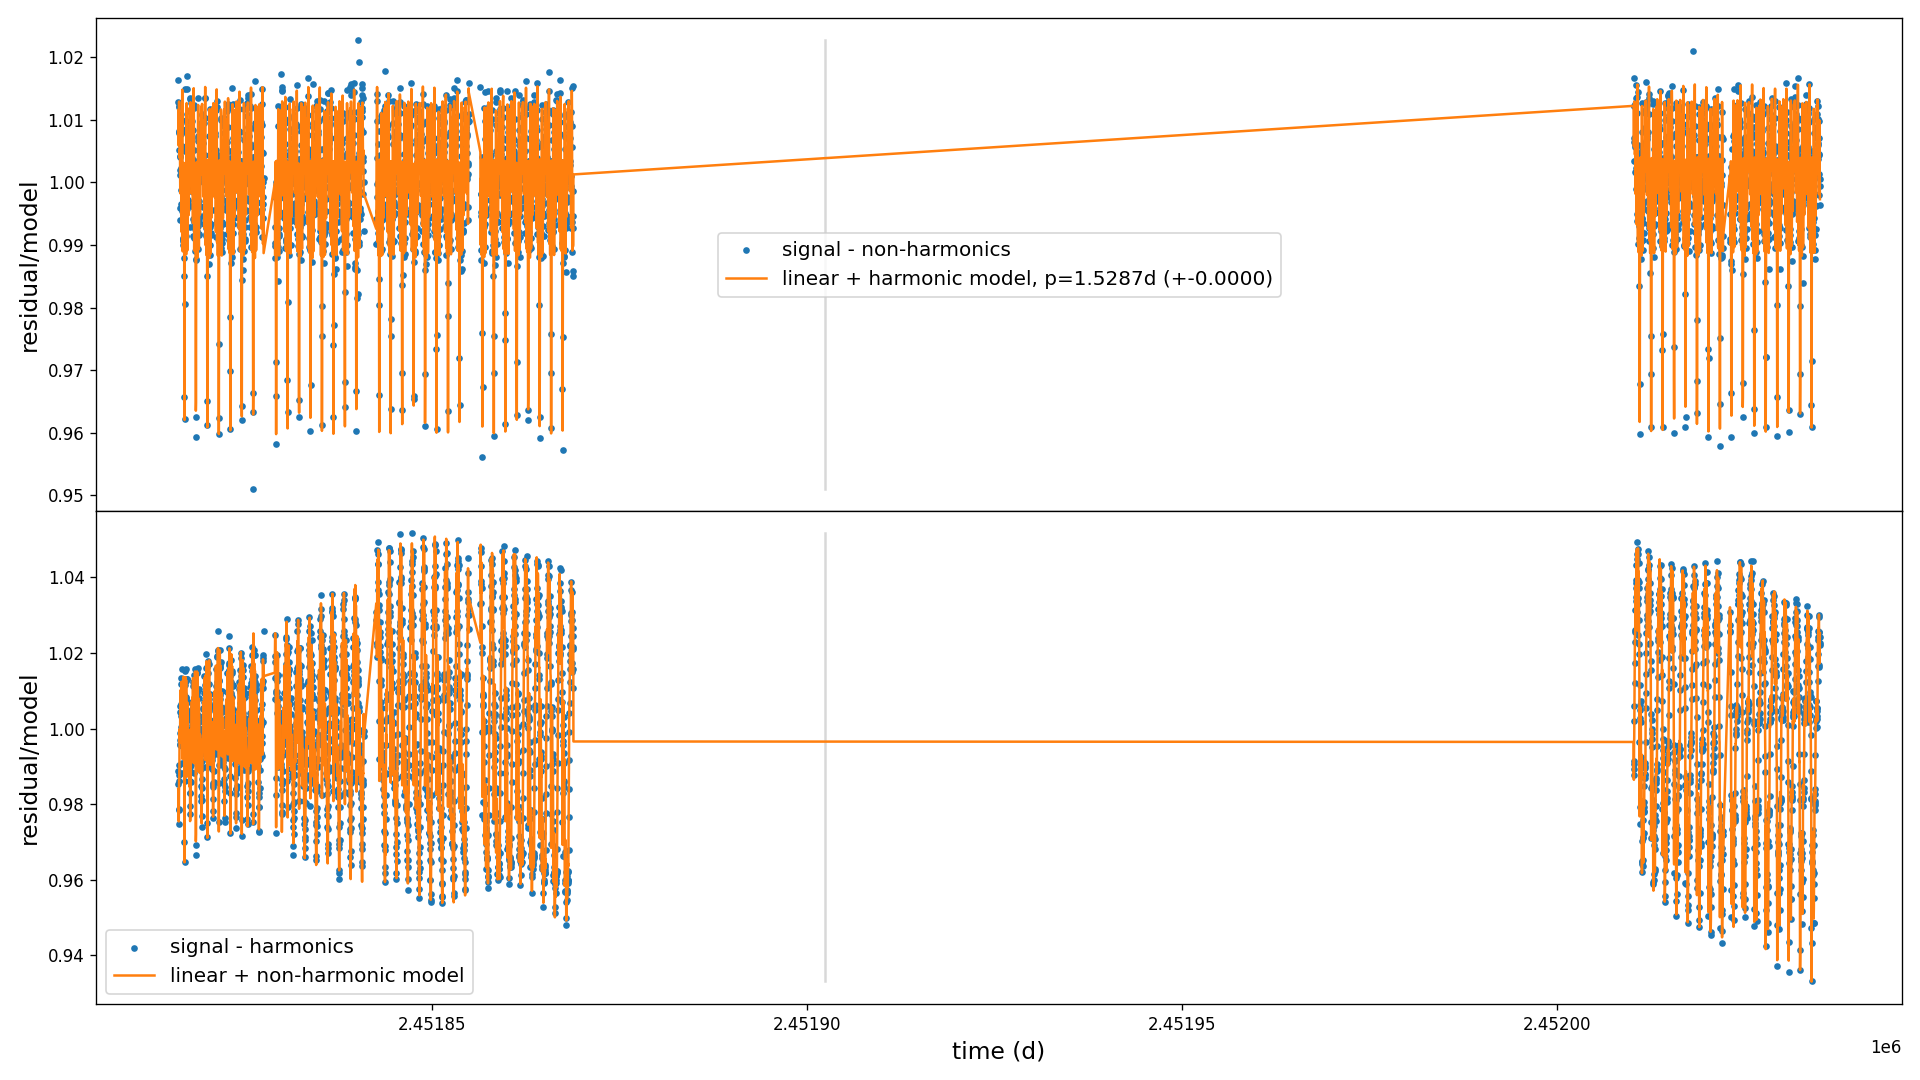 1.02
1.01
1.00
0.99
0.98
0.97
0.96
0.95
residual/model
signal - non-harmonics
linear + harmonic model, p=1.5287d (+-0.0000)
1.04
1.02
1.00
0.98
0.96
0.94
residual/model
signal - harmonics
linear + non-harmonic model
2.45185
2.45190
2.45195
2.45200
1e6
time (d)